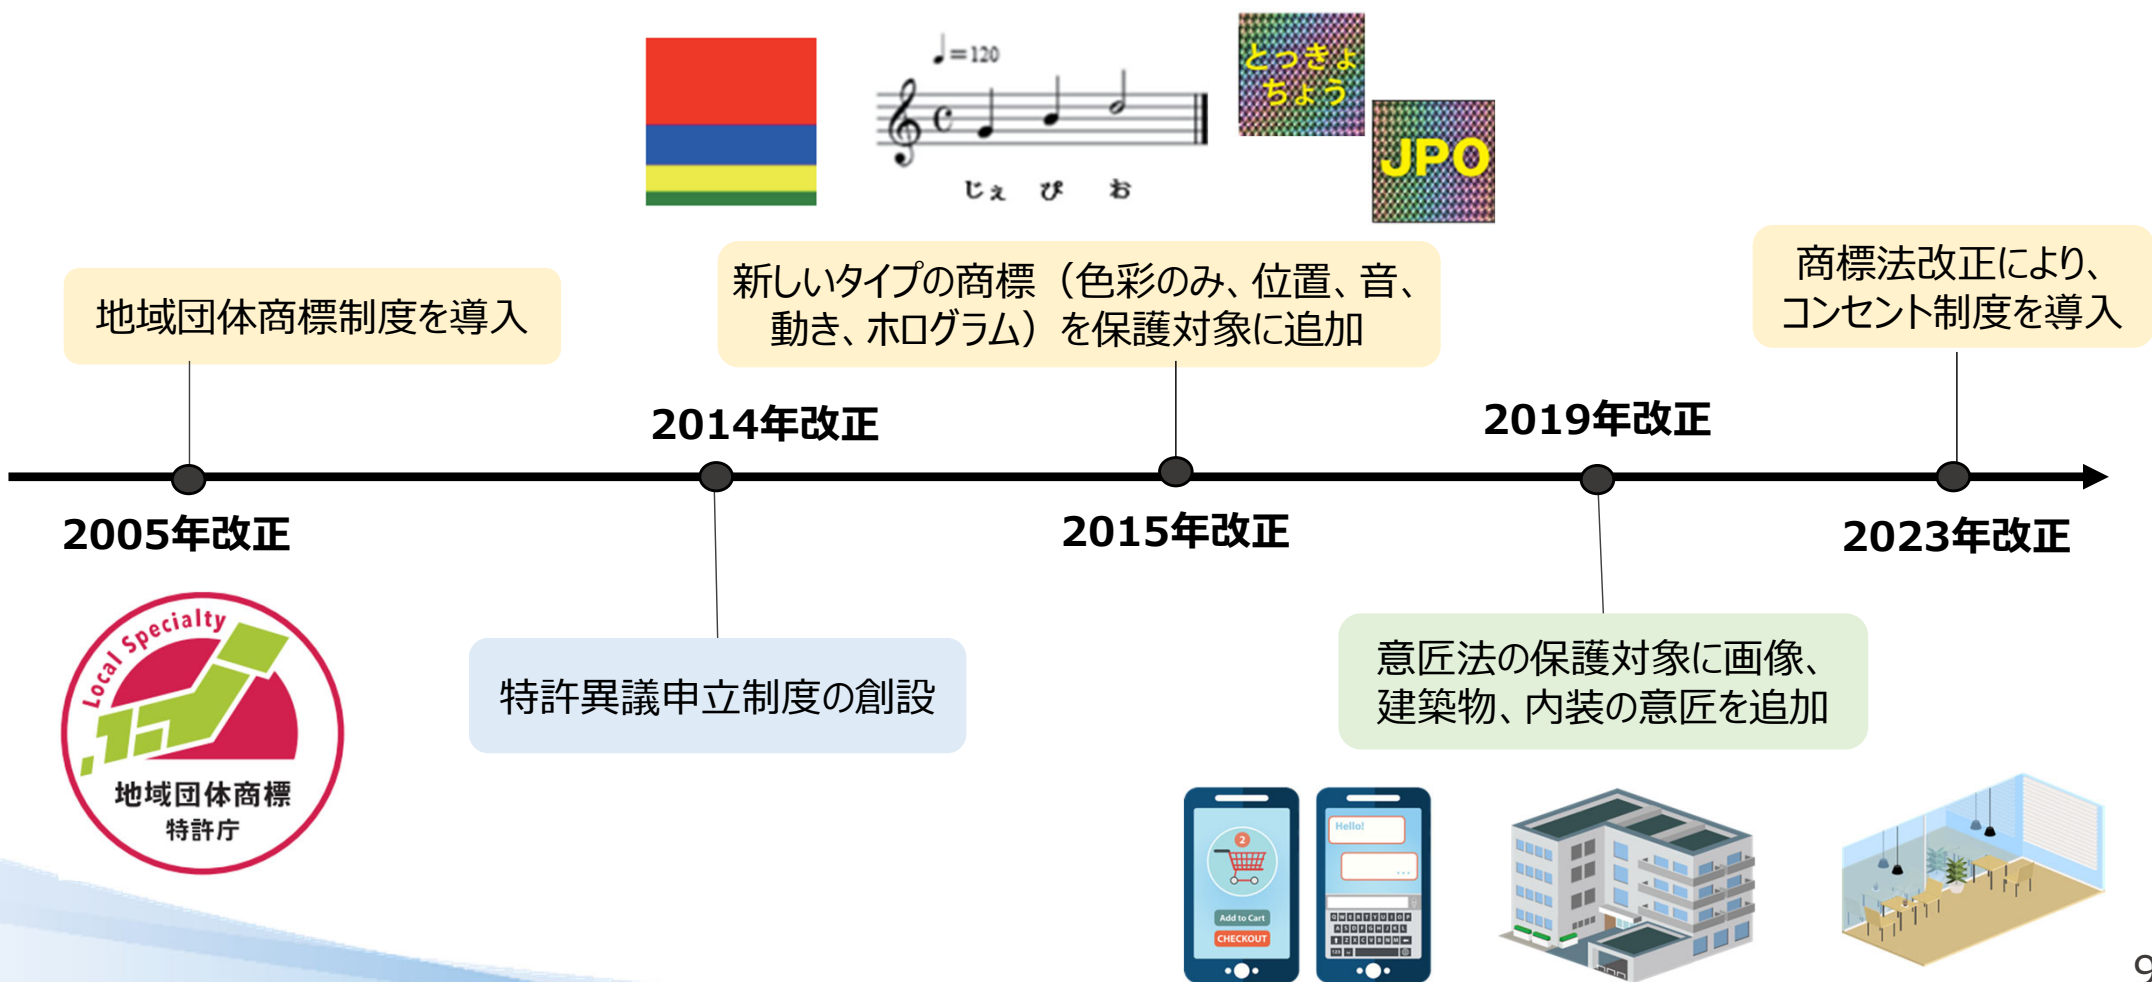 ♩=120
じぇ ぴ お
とっきょ
ちょう
JPO
地域団体商標制度を導入
新しいタイプの商標（色彩のみ、位置、音、
動き、ホログラム）を保護対象に追加
商標法改正により、
コンセント制度を導入
2014年改正
2019年改正
2005年改正
2015年改正
2023年改正
Local Specialty
地域団体商標
特許庁
特許異議申立制度の創設
意匠法の保護対象に画像、
建築物、内装の意匠を追加
2
Add to Cart
CHECKOUT
Hello!
...
QWERTYUIOP
ASDFGHJKL
ZXCVBNM
123
9